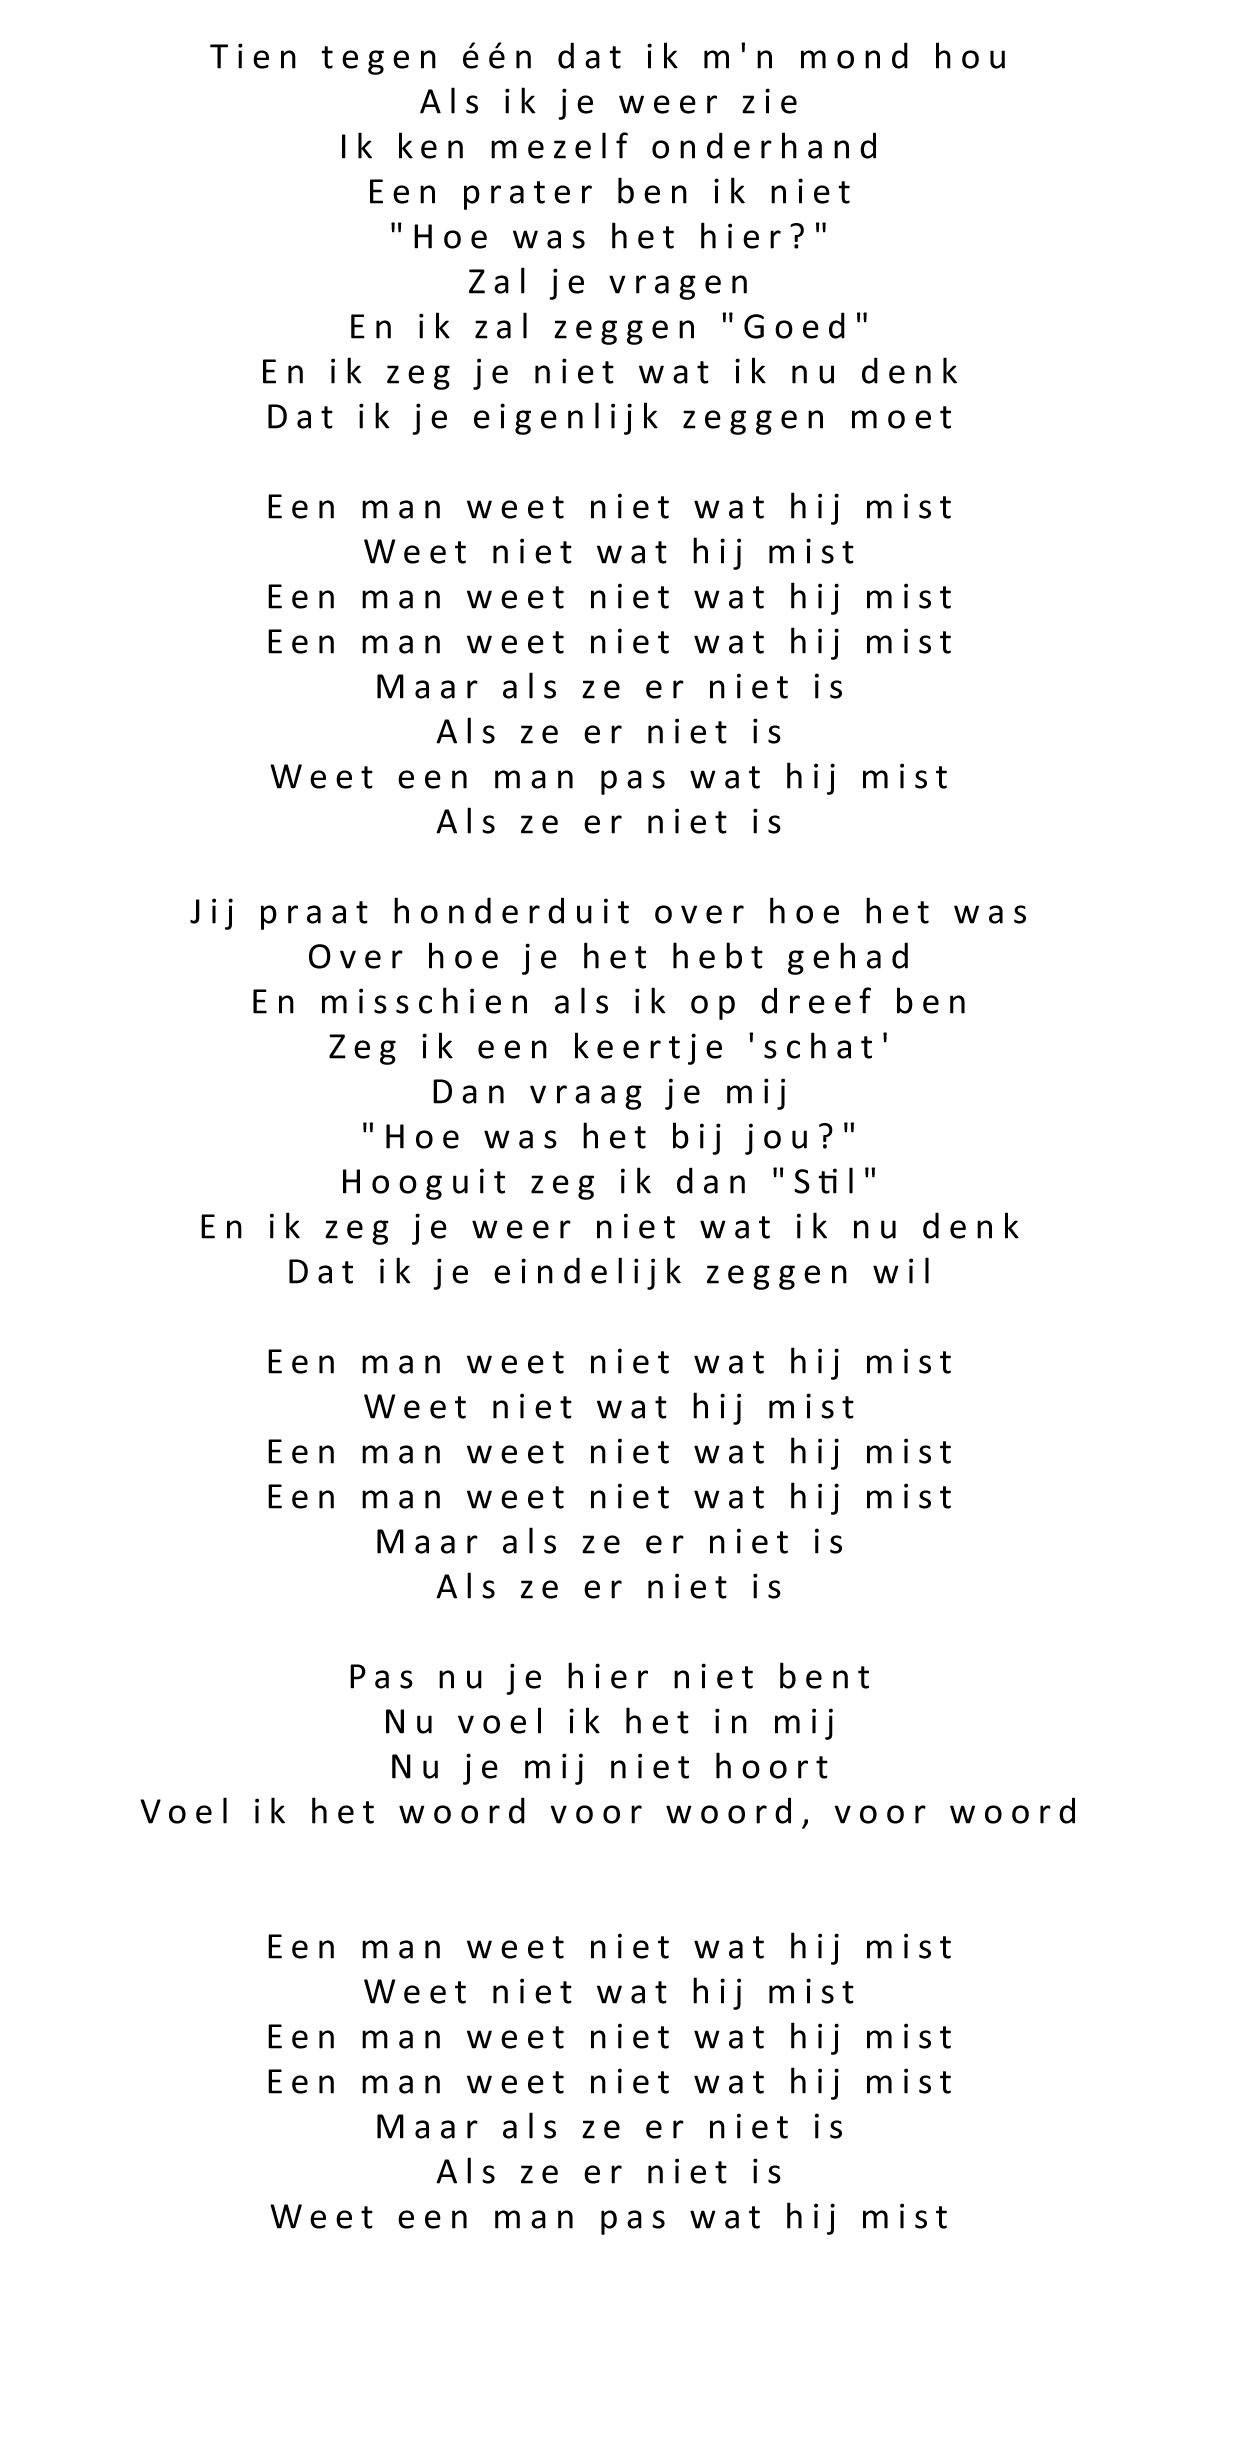 Tien tegen één dat ik m'n mond hou
Als ik je weer zie
Ik ken mezelf onderhand
Een prater ben ik niet
"Hoe was het hier?"
Zal je vragen
En ik zal zeggen "Goed"
En ik zeg je niet wat ik nu denk
Dat ik je eigenlijk zeggen moet

Een man weet niet wat hij mist
Weet niet wat hij mist
Een man weet niet wat hij mist
Een man weet niet wat hij mist
Maar als ze er niet is
Als ze er niet is
Weet een man pas wat hij mist
Als ze er niet is

Jij praat honderduit over hoe het was
Over hoe je het hebt gehad
En misschien als ik op dreef ben
Zeg ik een keertje 'schat'
Dan vraag je mij
"Hoe was het bij jou?"
Hooguit zeg ik dan "Stil"
En ik zeg je weer niet wat ik nu denk
Dat ik je eindelijk zeggen wil

Een man weet niet wat hij mist
Weet niet wat hij mist
Een man weet niet wat hij mist
Een man weet niet wat hij mist
Maar als ze er niet is
Als ze er niet is

Pas nu je hier niet bent
Nu voel ik het in mij
Nu je mij niet hoort
Voel ik het woord voor woord, voor woord

Een man weet niet wat hij mist
Weet niet wat hij mist
Een man weet niet wat hij mist
Een man weet niet wat hij mist
Maar als ze er niet is
Als ze er niet is
Weet een man pas wat hij mist